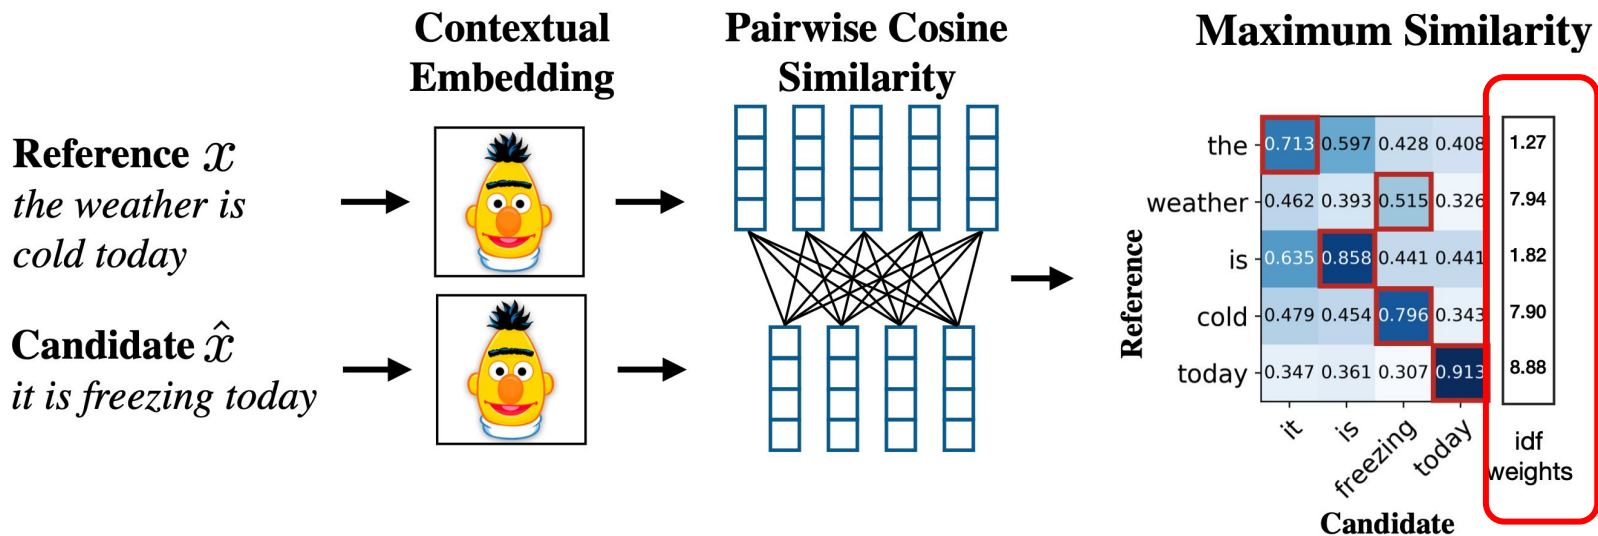 Contextual
Embedding
Pairwise Cosine
Similarity
Maximum Similarity
Reference x
the weather is
cold today
Candidate x̂
it is freezing today
Reference
the 0.713 0.597 0.428 0.408 1.27
weather 0.462 0.393 0.515 0.326 7.94
is 0.635 0.858 0.441 0.441 1.82
cold 0.479 0.454 0.796 0.343 7.90
today 0.347 0.361 0.307 0.913 8.88
it is freezing today
idf
weights
Candidate